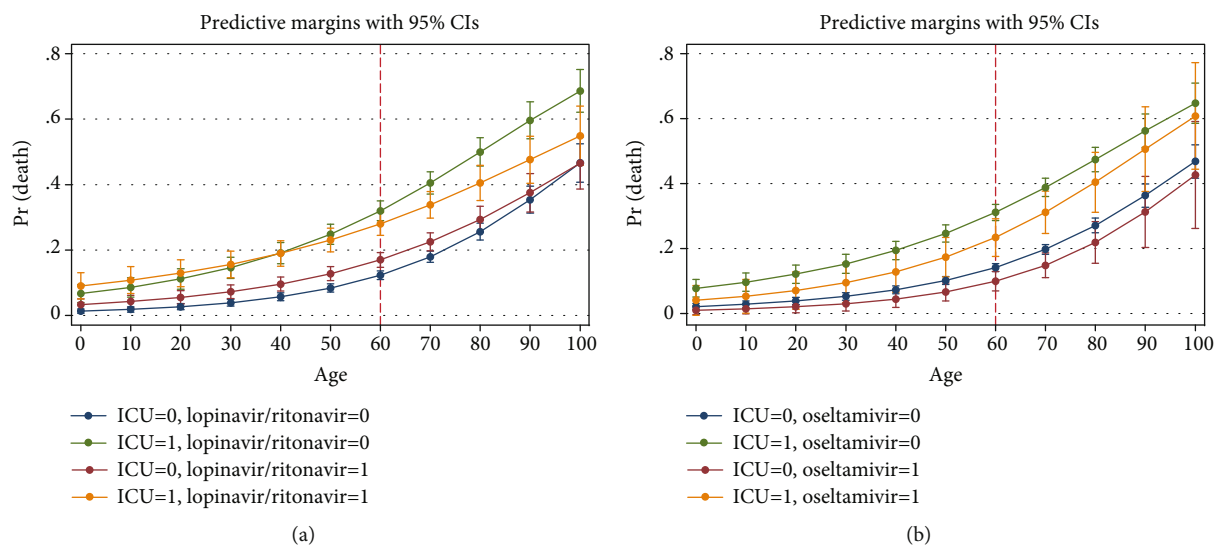 Predictive margins with 95% CIs
.8
.6
.4
.2
0
Pr (death)
0 10 20 30 40 50 60 70 80 90 100
Age
ICU=0, lopinavir/ritonavir=0
ICU=1, lopinavir/ritonavir=0
ICU=0, lopinavir/ritonavir=1
ICU=1, lopinavir/ritonavir=1
(a)
Predictive margins with 95% CIs
.8
.6
.4
.2
0
Pr (death)
0 10 20 30 40 50 60 70 80 90 100
Age
ICU=0, oseltamivir=0
ICU=1, oseltamivir=0
ICU=0, oseltamivir=1
ICU=1, oseltamivir=1
(b)